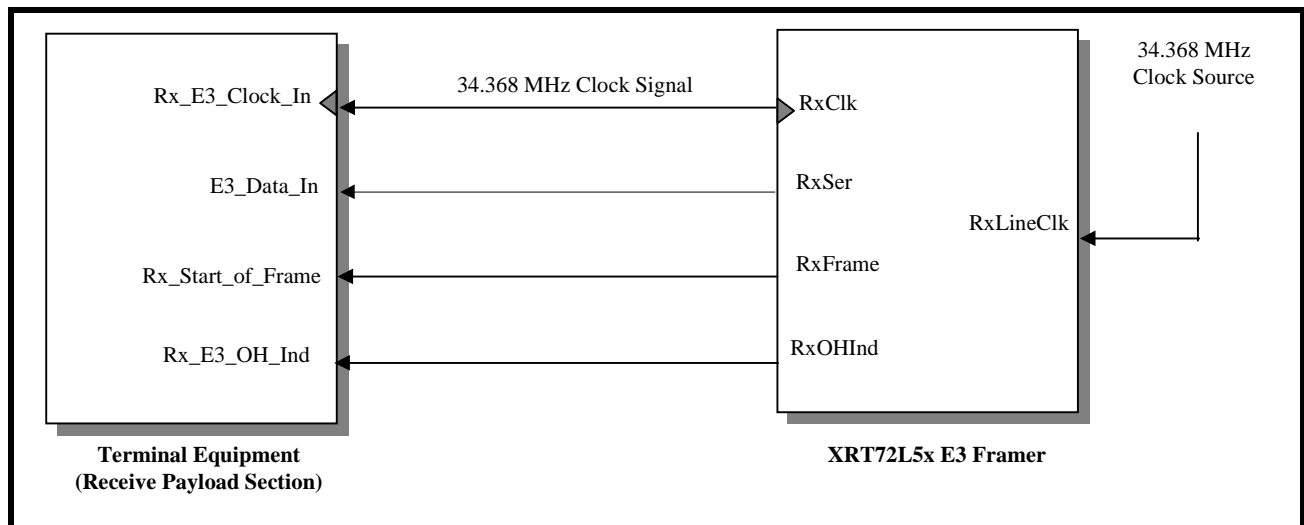 34.368 MHz
Clock Source
Rx_E3_Clock_In
34.368 MHz Clock Signal
RxClk
E3_Data_In
RxSer
RxLineClk
Rx_Start_of_Frame
RxFrame
Rx_E3_OH_Ind
RxOHInd
Terminal Equipment
(Receive Payload Section)
XRT72L5x E3 Framer